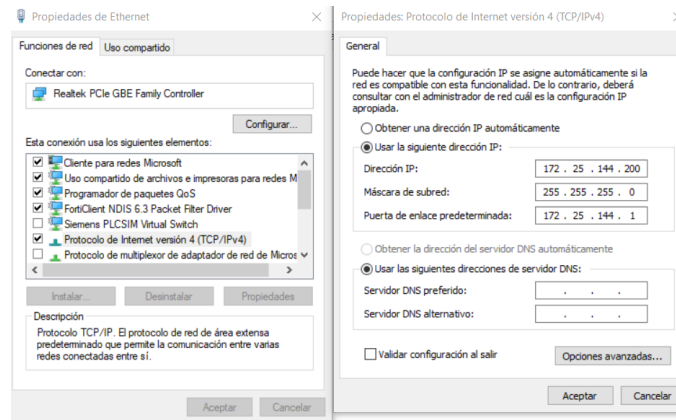 Propiedades de Ethernet
Funciones de red
Uso compartido
Conectar con:
Realtek PCIe GBE Family Controller
Configurar...
Esta conexión usa los siguientes elementos:
Cliente para redes Microsoft
Uso compartido de archivos e impresoras para redes M
Programador de paquetes QoS
FortiClient NDIS 6.3 Packet Filter Driver
Siemens PLCSIM Virtual Switch
Protocolo de Internet versión 4 (TCP/IPv4)
Protocolo de multiplexor de adaptador de red de Micros
Instalar...
Desinstalar
Propiedades
Descripción
Protocolo TCP/IP. El protocolo de red de área extensa
predeterminado que permite la comunicación entre varias
redes conectadas entre sí.
Aceptar
Cancelar
Propiedades: Protocolo de Internet versión 4 (TCP/IPv4)
General
Puede hacer que la configuración IP se asigne automáticamente si la
red es compatible con esta funcionalidad. De lo contrario, deberá
consultar con el administrador de red cuál es la configuración IP
apropiada.
Obtener una dirección IP automáticamente
Usar la siguiente dirección IP:
Dirección IP: 172 . 25 . 144 . 200
Máscara de subred: 255 . 255 . 255 . 0
Puerta de enlace predeterminada: 172 . 25 . 144 . 1
Obtener la dirección del servidor DNS automáticamente
Usar las siguientes direcciones de servidor DNS:
Servidor DNS preferido: . . .
Servidor DNS alternativo: . . .
Validar configuración al salir
Opciones avanzadas...
Aceptar
Cancelar